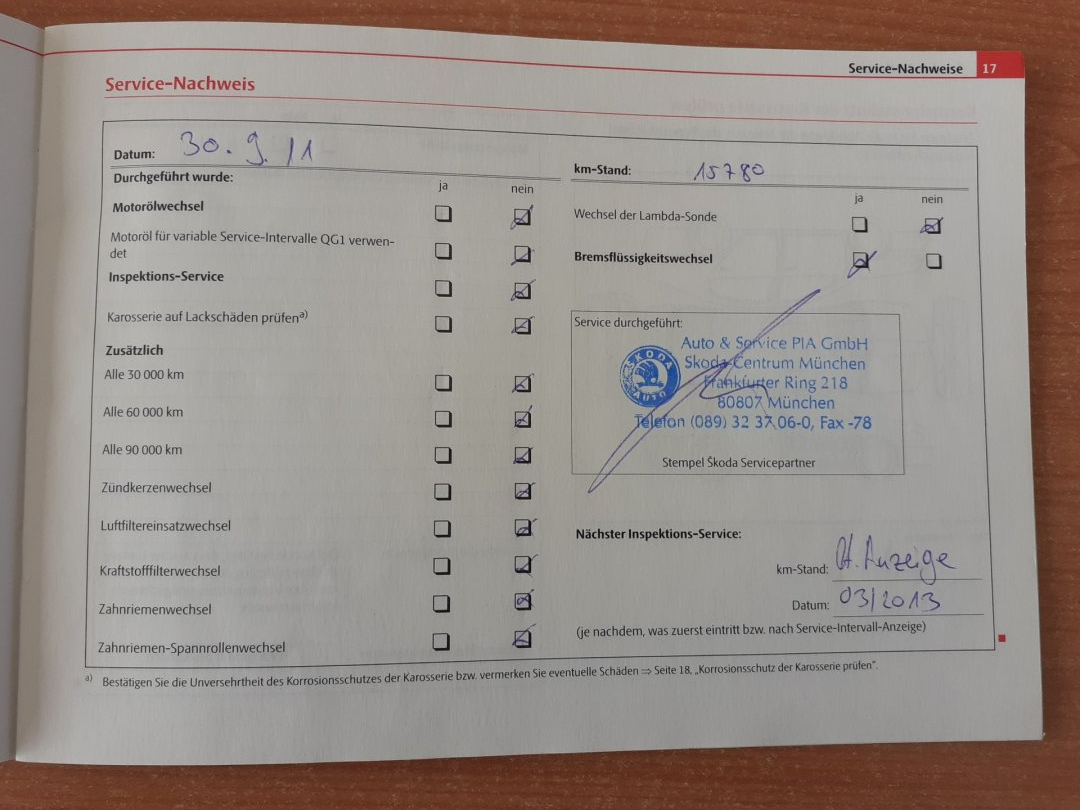 Service-Nachweise 17
Service-Nachweis
Datum: 30.9.11
Durchgeführt wurde:
ja nein
Motorölwechsel
Motoröl für variable Service-Intervalle QG1 verwen-
det
Inspektions-Service
Karosserie auf Lackschäden prüfen a)
Zusätzlich
Alle 30 000 km
Alle 60 000 km
Alle 90 000 km
Zündkerzenwechsel
Luftfiltereinsatzwechsel
Kraftstofffilterwechsel
Zahnriemenwechsel
Zahnriemen-Spannrollenwechsel
km-Stand: 15780
ja nein
Wechsel der Lambda-Sonde
Bremsflüssigkeitswechsel
Service durchgeführt:
SKODA
AUTO
Auto & Service PIA GmbH
Skoda-Centrum München
Frankfurter Ring 218
80807 München
Telefon (089) 32 37 06-0, Fax -78
Stempel Škoda Servicepartner
Nächster Inspektions-Service:
km-Stand: lt. Anzeige
Datum: 03/2013
(je nachdem, was zuerst eintritt bzw. nach Service-Intervall-Anzeige)
a) Bestätigen Sie die Unversehrtheit des Korrosionsschutzes der Karosserie bzw. vermerken Sie eventuelle Schäden ⇒ Seite 18, „Korrosionsschutz der Karosserie prüfen“.